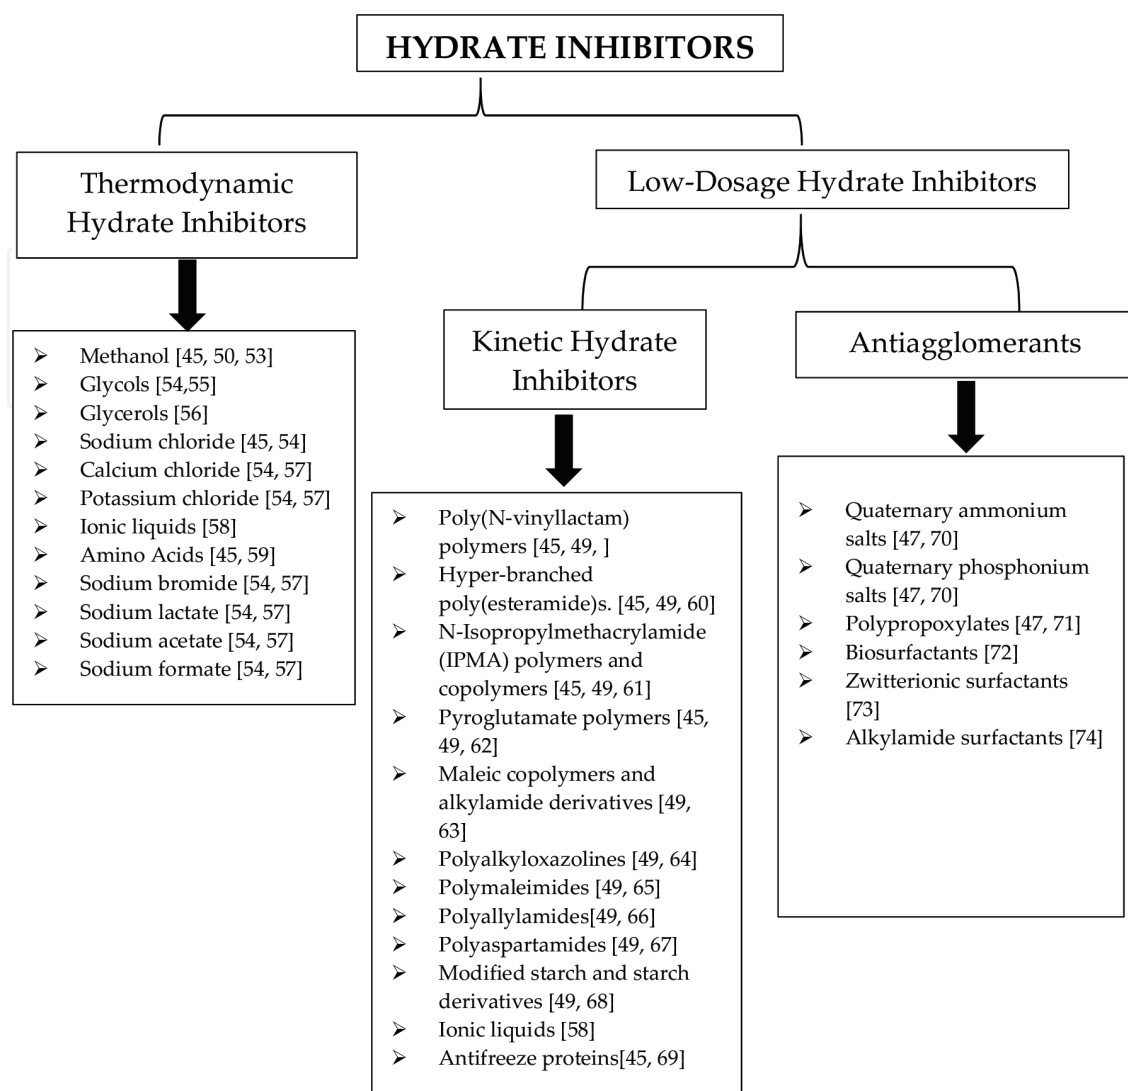 HYDRATE INHIBITORS
Thermodynamic
Hydrate Inhibitors
Low-Dosage Hydrate Inhibitors
Kinetic Hydrate
Inhibitors
Antiagglomerants
➢ Methanol [45, 50, 53]
➢ Glycols [54,55]
➢ Glycerols [56]
➢ Sodium chloride [45, 54]
➢ Calcium chloride [54, 57]
➢ Potassium chloride [54, 57]
➢ Ionic liquids [58]
➢ Amino Acids [45, 59]
➢ Sodium bromide [54, 57]
➢ Sodium lactate [54, 57]
➢ Sodium acetate [54, 57]
➢ Sodium formate [54, 57]
➢ Poly(N-vinyllactam)
polymers [45, 49, ]
➢ Hyper-branched
poly(esteramide)s. [45, 49, 60]
➢ N-Isopropylmethacrylamide
(IPMA) polymers and
copolymers [45, 49, 61]
➢ Pyroglutamate polymers [45,
49, 62]
➢ Maleic copolymers and
alkylamide derivatives [49,
63]
➢ Polyalkyloxazolines [49, 64]
➢ Polymaleimides [49, 65]
➢ Polyallylamides[49, 66]
➢ Polyaspartamides [49, 67]
➢ Modified starch and starch
derivatives [49, 68]
➢ Ionic liquids [58]
➢ Antifreeze proteins[45, 69]
➢ Quaternary ammonium
salts [47, 70]
➢ Quaternary phosphonium
salts [47, 70]
➢ Polypropoxylates [47, 71]
➢ Biosurfactants [72]
➢ Zwitterionic surfactants
[73]
➢ Alkylamide surfactants [74]